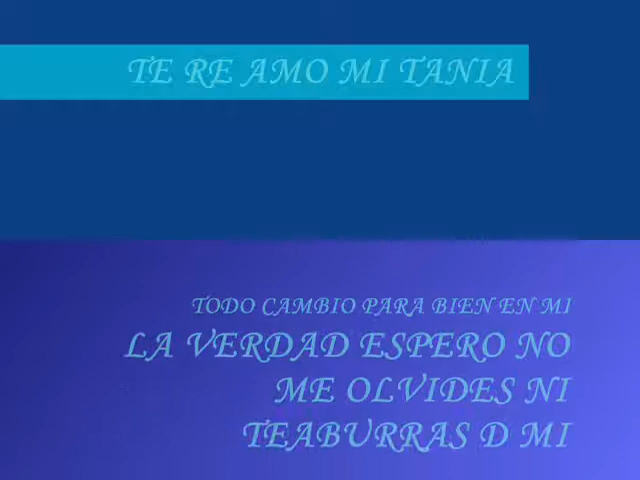 TE RE AMO MI TANIA
TODO CAMBIO PARA BIEN EN MI
LA VERDAD ESPERO NO
ME OLVIDES NI
TEABURRAS D MI